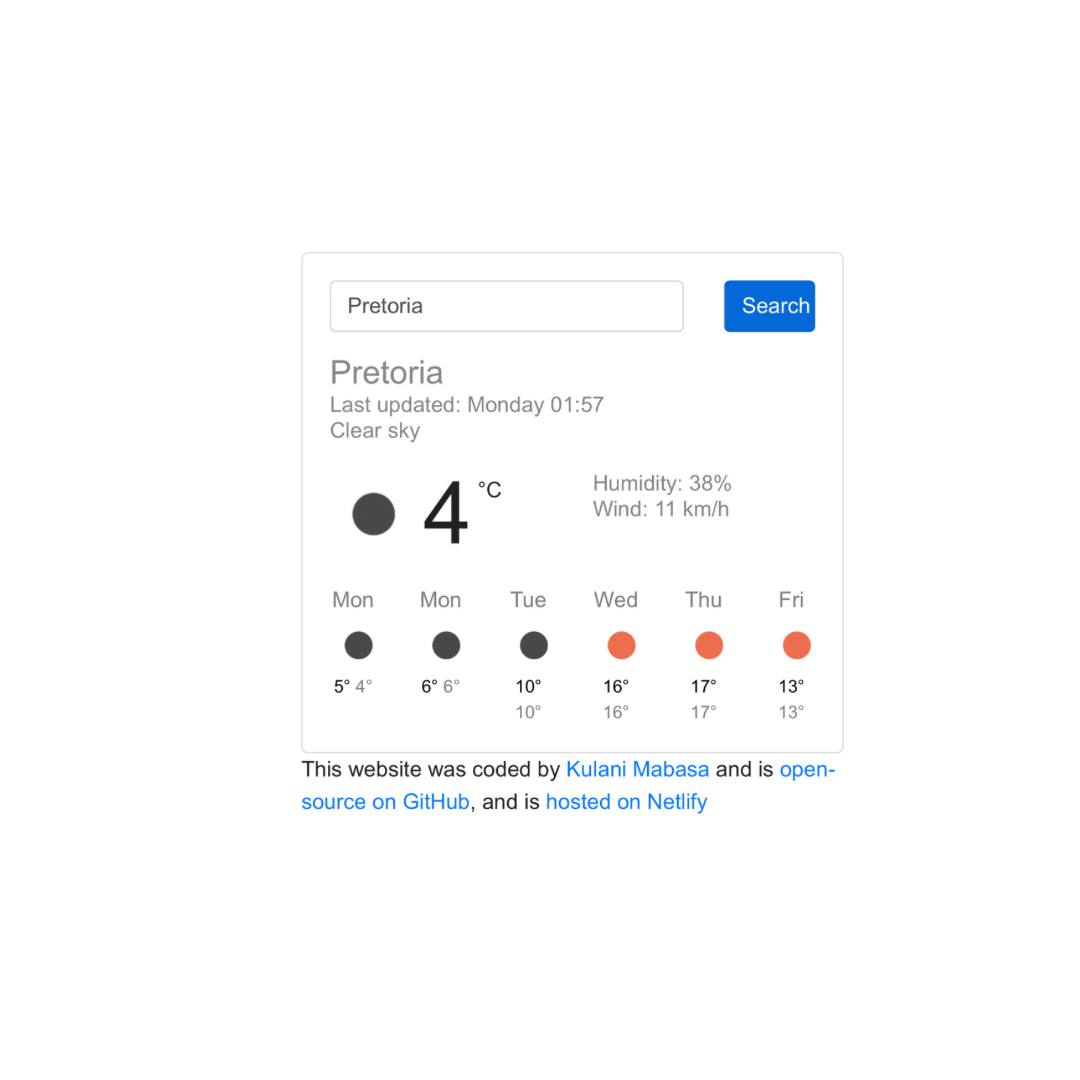 Pretoria
Search
Pretoria
Last updated: Monday 01:57
Clear sky
4 °C
Humidity: 38%
Wind: 11 km/h
Mon Mon Tue Wed Thu Fri
5° 4° 6° 6° 10° 16° 17° 13°
10° 16° 17° 13°
This website was coded by Kulani Mabasa and is open-
source on GitHub, and is hosted on Netlify